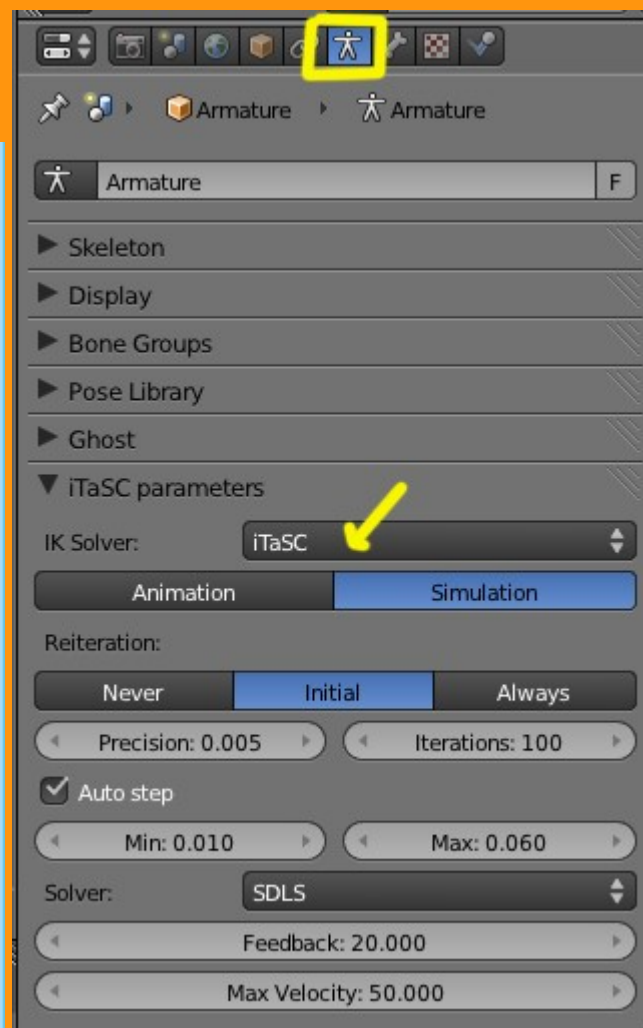 Armature Armature
Armature F
Skeleton
Display
Bone Groups
Pose Library
Ghost
iTaSC parameters
IK Solver: iTaSC
Animation Simulation
Reiteration:
Never Initial Always
Precision: 0.005 Iterations: 100
Auto step
Min: 0.010 Max: 0.060
Solver: SDLS
Feedback: 20.000
Max Velocity: 50.000